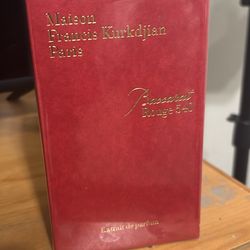 Maison
Francis Kurkdjian
Paris
Baccarat
Rouge 540
Extrait de parfum